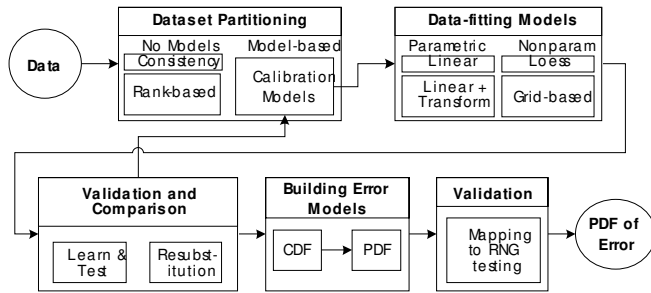 Data
Dataset Partitioning
No Models
Model-based
Consistency
Rank-based
Calibration
Models
Data-fitting Models
Parametric
Nonparam
Linear
Loess
Linear +
Transform
Grid-based
Validation and
Comparison
Learn &
Test
Resubst-
itution
Building Error
Models
CDF
PDF
Validation
Mapping
to RNG
testing
PDF of
Error